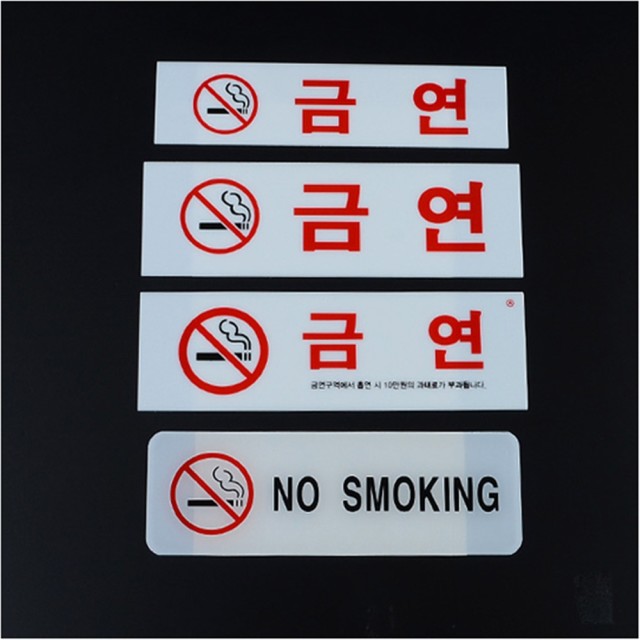 금 연
금 연
®
금 연
금연구역에서 흡연 시 10만원의 과태료가 부과됩니다.
NO SMOKING